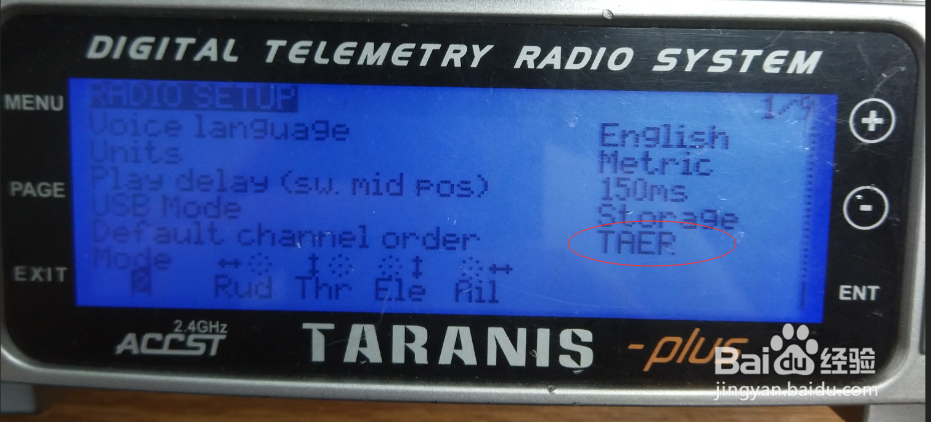 DIGITAL TELEMETRY RADIO SYSTEM
MENU
PAGE
EXIT
RADIO SETUP 1/9
Voice language English
Units Metric
Play delay (sw. mid pos) 150ms
USB Mode Storage
Default channel order TAER
Mode
2 Rud Thr Ele Ail
+
-
ENT
2.4GHz
ACCST
TARANIS -plus
Baidu经验
jingyan.baidu.com